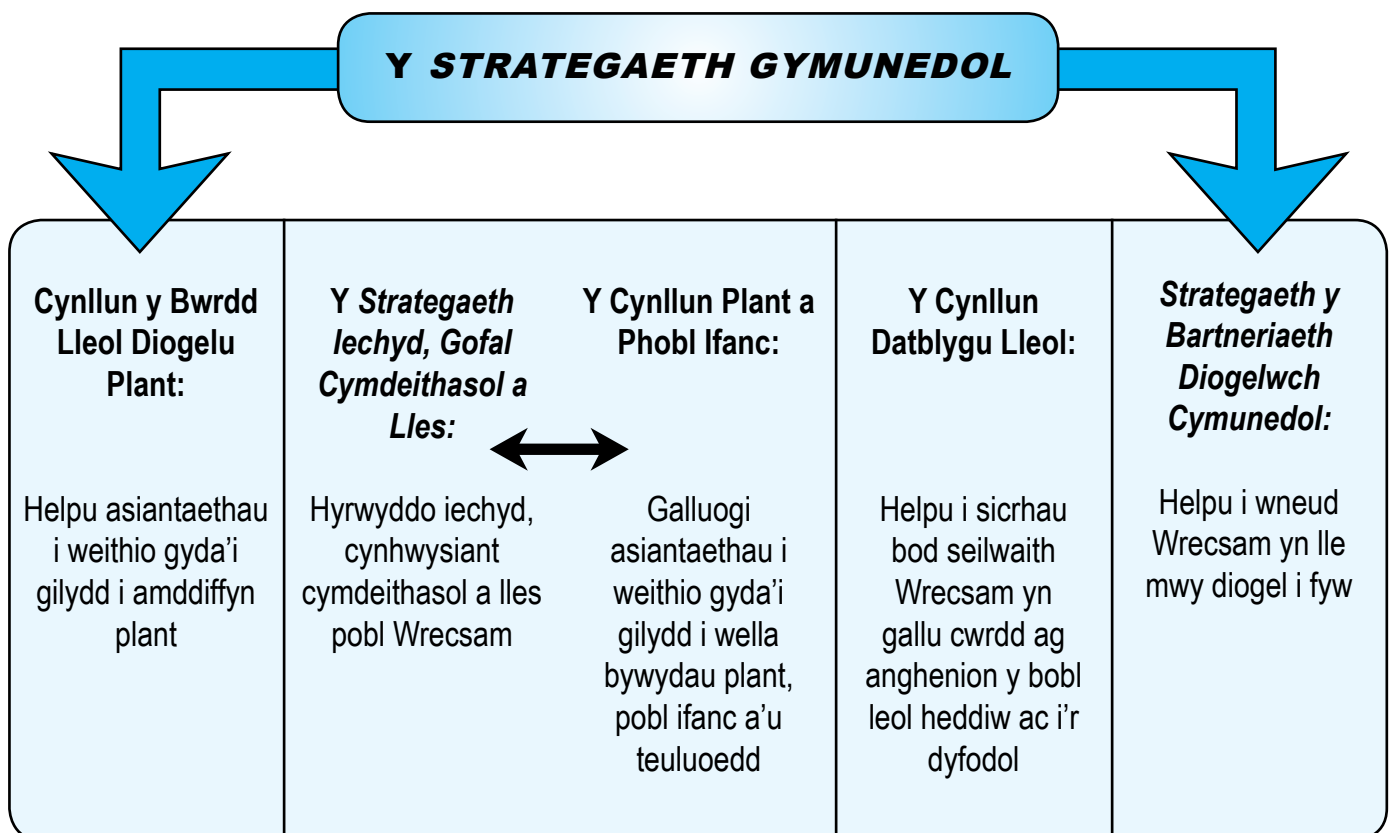 Y STRATEGAETH GYMUNEDOL
Cynllun y Bwrdd
Lleol Diogelu
Plant:
Helpu asiantaethau
i weithio gyda’i
gilydd i amddiffyn
plant
Y Strategaeth
Iechyd, Gofal
Cymdeithasol a
Lles:
Hyrwyddo iechyd,
cynhwysiant
cymdeithasol a lles
pobl Wrecsam
Y Cynllun Plant a
Phobl Ifanc:
Galluogi
asiantaethau i
weithio gyda’i
gilydd i wella
bywydau plant,
pobl ifanc a’u
teuluoedd
Y Cynllun
Datblygu Lleol:
Helpu i sicrhau
bod seilwaith
Wrecsam yn
gallu cwrdd ag
anghenion y bobl
leol heddiw ac i’r
dyfodol
Strategaeth y
Bartneriaeth
Diogelwch
Cymunedol:
Helpu i wneud
Wrecsam yn lle
mwy diogel i fyw